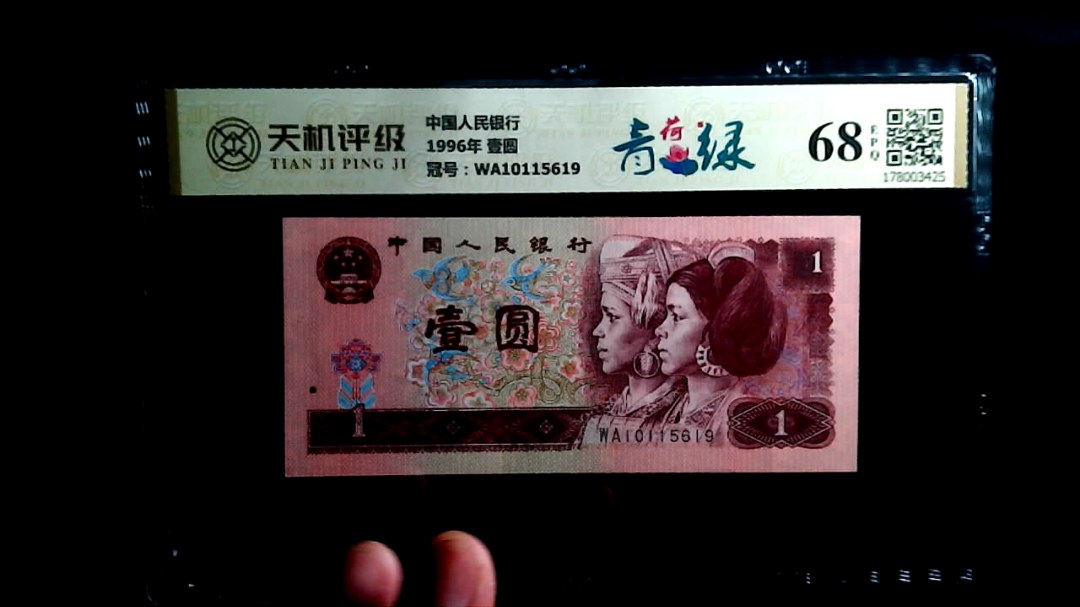 天机评级
TIAN JI PING JI
中国人民银行
1996年 壹圆
冠号：WA10115619
青荷绿
68
EPQ
178003425
中國人民銀行
1
壹圆
1
WA10115619
1